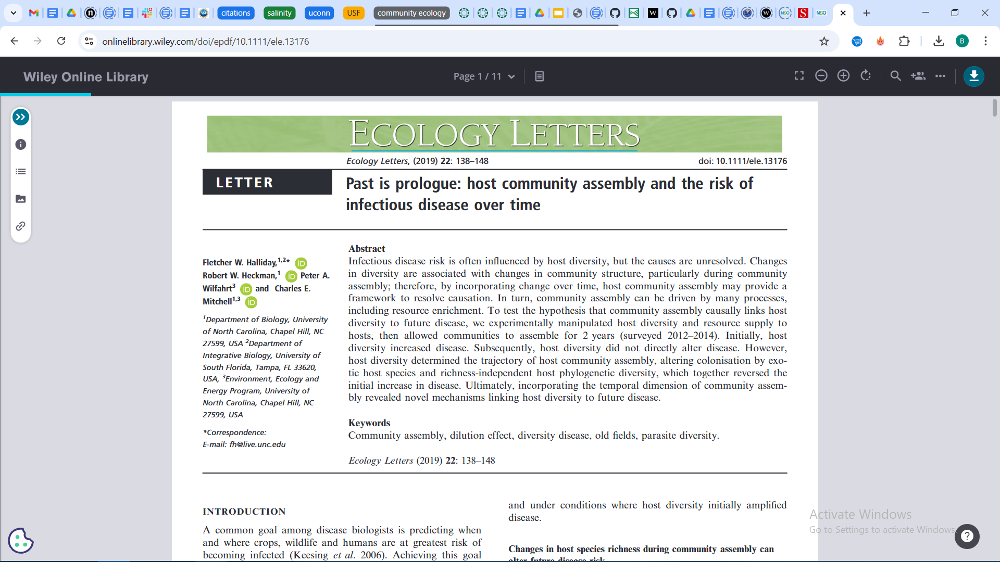 citations
salinity
uconn
USF
community ecology
onlinelibrary.wiley.com/doi/epdf/10.1111/ele.13176
B
Wiley Online Library
Page 1 / 11
ECOLOGY LETTERS
Ecology Letters, (2019) 22: 138–148
doi: 10.1111/ele.13176
LETTER
Past is prologue: host community assembly and the risk of
infectious disease over time
Fletcher W. Halliday,1,2*
Robert W. Heckman,1 Peter A.
Wilfahrt3 and Charles E.
Mitchell1,3
1Department of Biology, University
of North Carolina, Chapel Hill, NC
27599, USA 2Department of
Integrative Biology, University of
South Florida, Tampa, FL 33620,
USA, 3Environment, Ecology and
Energy Program, University of
North Carolina, Chapel Hill, NC
27599, USA
*Correspondence:
E-mail: fh@live.unc.edu
Abstract
Infectious disease risk is often influenced by host diversity, but the causes are unresolved. Changes
in diversity are associated with changes in community structure, particularly during community
assembly; therefore, by incorporating change over time, host community assembly may provide a
framework to resolve causation. In turn, community assembly can be driven by many processes,
including resource enrichment. To test the hypothesis that community assembly causally links host
diversity to future disease, we experimentally manipulated host diversity and resource supply to
hosts, then allowed communities to assemble for 2 years (surveyed 2012–2014). Initially, host
diversity increased disease. Subsequently, host diversity did not directly alter disease. However,
host diversity determined the trajectory of host community assembly, altering colonisation by exo-
tic host species and richness-independent host phylogenetic diversity, which together reversed the
initial increase in disease. Ultimately, incorporating the temporal dimension of community assem-
bly revealed novel mechanisms linking host diversity to future disease.
Keywords
Community assembly, dilution effect, diversity disease, old fields, parasite diversity.
Ecology Letters (2019) 22: 138–148
INTRODUCTION
A common goal among disease biologists is predicting when
and where crops, wildlife and humans are at greatest risk of
becoming infected (Keesing et al. 2006). Achieving this goal
and under conditions where host diversity initially amplified
disease.
Changes in host species richness during community assembly can
alter future disease risk
Activate Windows
Go to Settings to activate Windows.